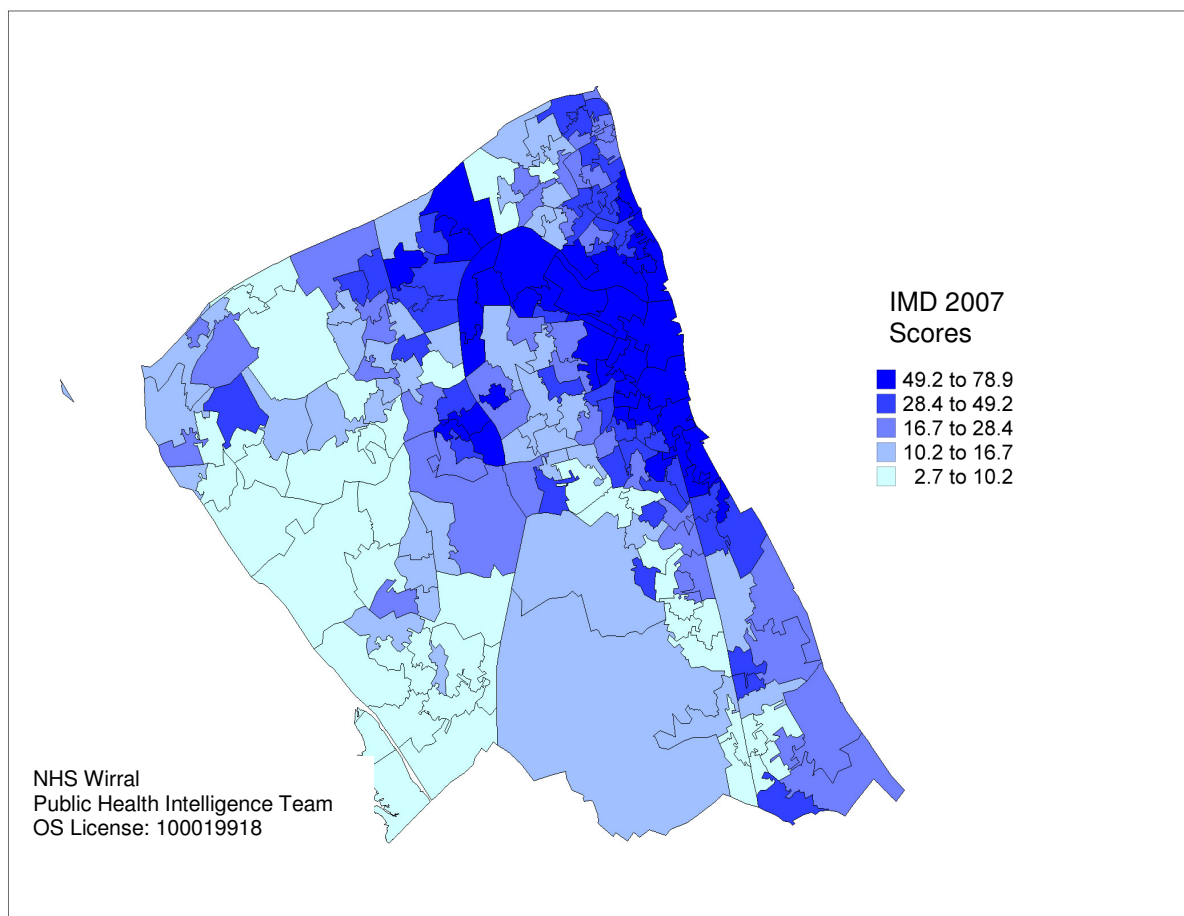 IMD 2007
Scores
49.2 to 78.9
28.4 to 49.2
16.7 to 28.4
10.2 to 16.7
2.7 to 10.2
NHS Wirral
Public Health Intelligence Team
OS License: 100019918